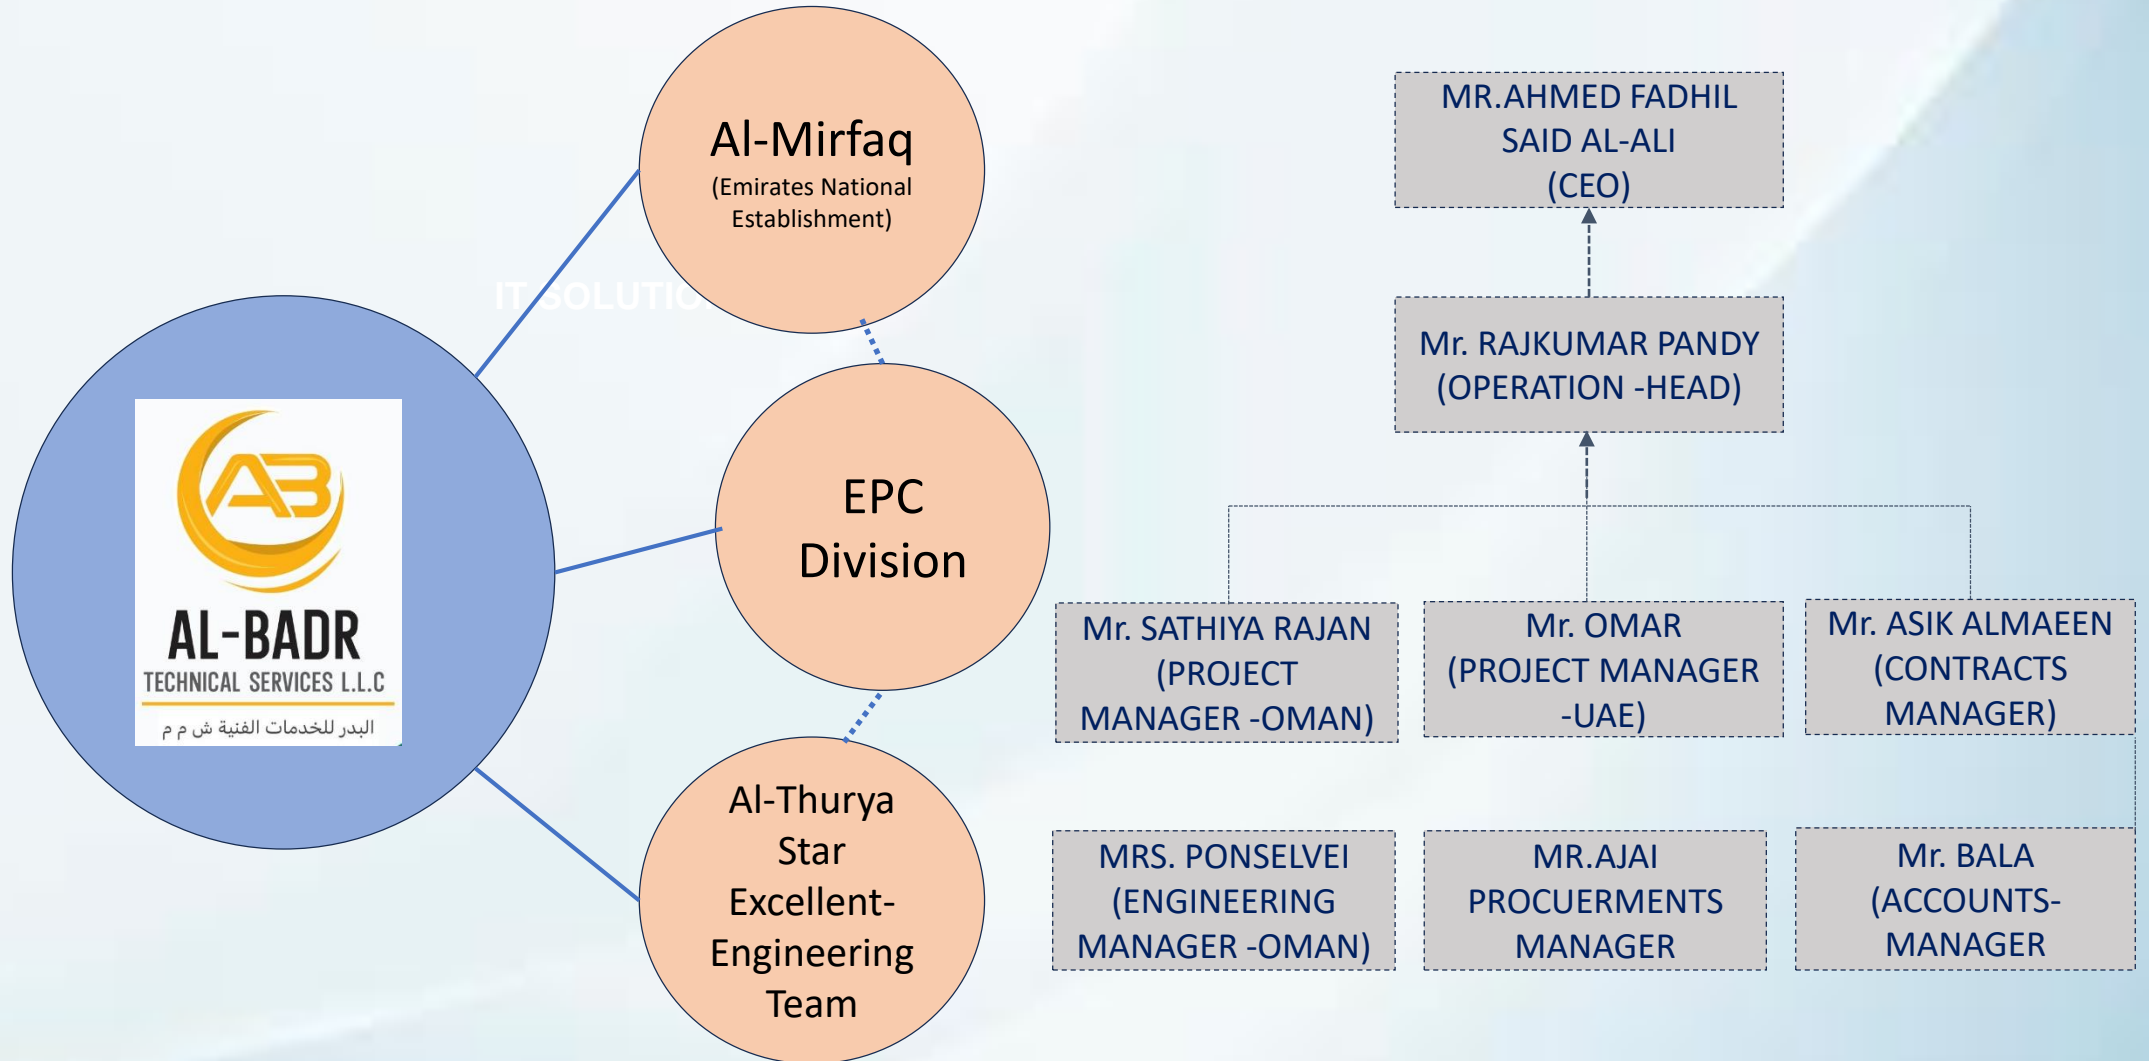 Al-Mirfaq
(Emirates National
Establishment)
IT SOLUTIO
EPC
Division
Al-Thurya
Star
Excellent-
Engineering
Team
AB
AL-BADR
TECHNICAL SERVICES L.L.C
البدر للخدمات الفنية ش م م
MR.AHMED FADHIL
SAID AL-ALI
(CEO)
Mr. RAJKUMAR PANDY
(OPERATION -HEAD)
Mr. SATHIYA RAJAN
(PROJECT
MANAGER -OMAN)
Mr. OMAR
(PROJECT MANAGER
-UAE)
Mr. ASIK ALMAEEN
(CONTRACTS
MANAGER)
MRS. PONSELVEI
(ENGINEERING
MANAGER -OMAN)
MR.AJAI
PROCUERMENTS
MANAGER
Mr. BALA
(ACCOUNTS-
MANAGER